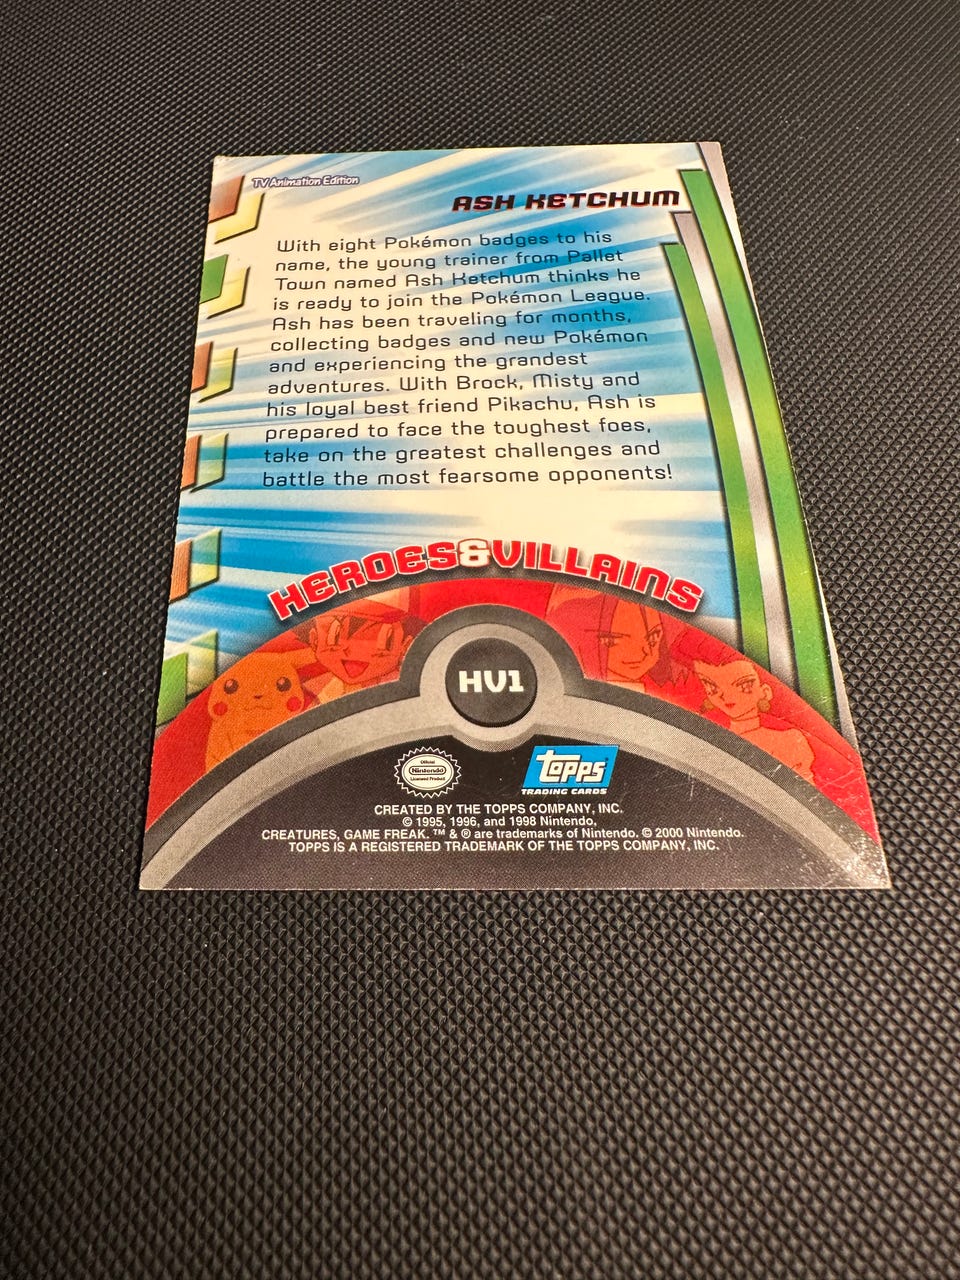 TV Animation Edition
ASH KETCHUM
With eight Pokémon badges to his
name, the young trainer from Pallet
Town named Ash Ketchum thinks he
is ready to join the Pokémon League.
Ash has been traveling for months,
collecting badges and new Pokémon
and experiencing the grandest
adventures. With Brock, Misty and
his loyal best friend Pikachu, Ash is
prepared to face the toughest foes,
take on the greatest challenges and
battle the most fearsome opponents!
HEROES&VILLAINS
HV1
Official
Nintendo
Licensed Product
TOPPS
TRADING CARDS
CREATED BY THE TOPPS COMPANY, INC.
© 1995, 1996, and 1998 Nintendo,
CREATURES, GAME FREAK. ™ & ® are trademarks of Nintendo. © 2000 Nintendo.
TOPPS IS A REGISTERED TRADEMARK OF THE TOPPS COMPANY, INC.